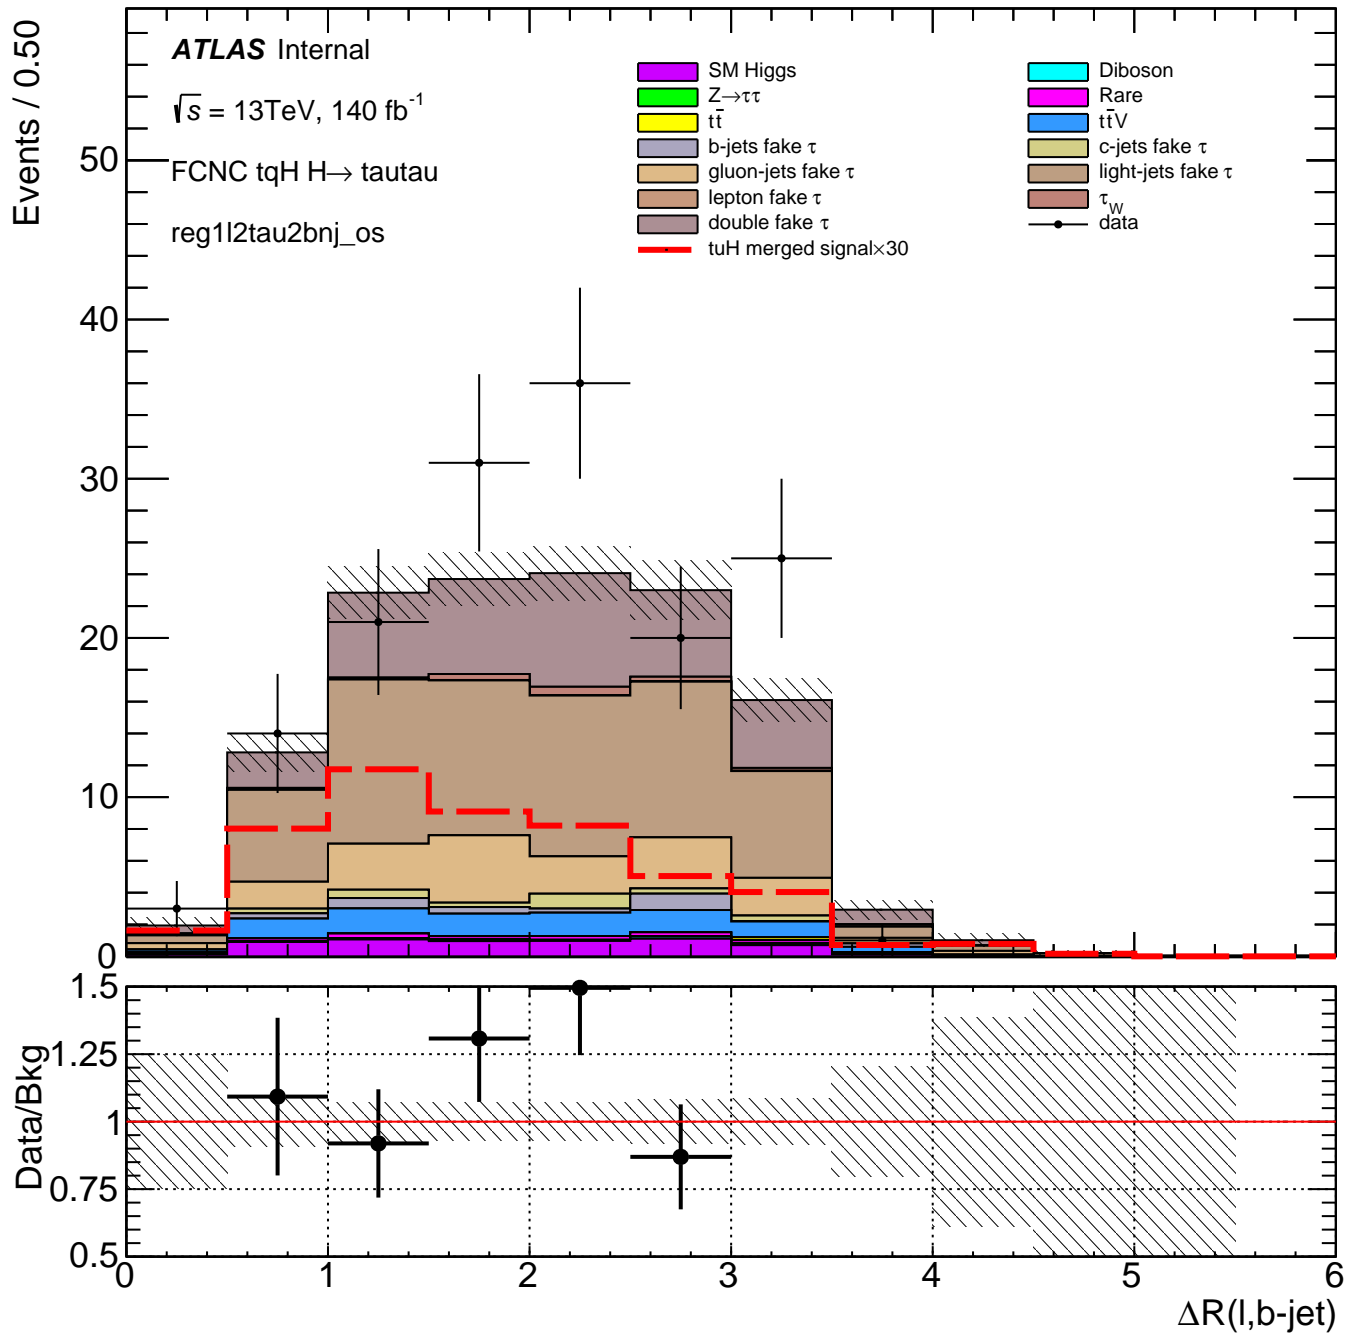 Events / 0.50
ATLAS Internal
√s = 13TeV, 140 fb⁻¹
FCNC tqH H→ tautau
reg1l2tau2bnj_os
SM Higgs
Z→ττ
tt̄
b-jets fake τ
gluon-jets fake τ
lepton fake τ
double fake τ
tuH merged signal×30
Diboson
Rare
tt̄V
c-jets fake τ
light-jets fake τ
τ_W
data
50
40
30
20
10
0
Data/Bkg
1.5
1.25
1
0.75
0.5
0 1 2 3 4 5 6
ΔR(l,b-jet)